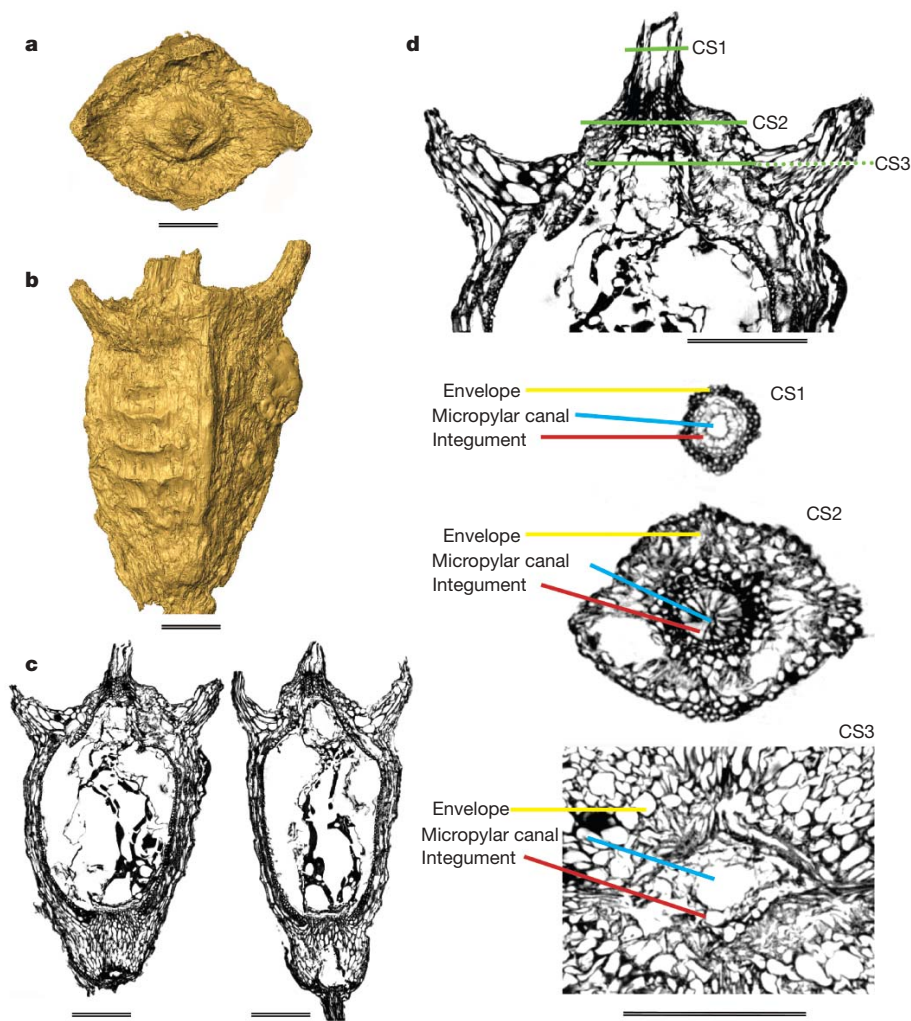 a
b
c
d
CS1
CS2
CS3
Envelope
Micropylar canal
Integument
CS1
Envelope
Micropylar canal
Integument
CS2
Envelope
Micropylar canal
Integument
CS3